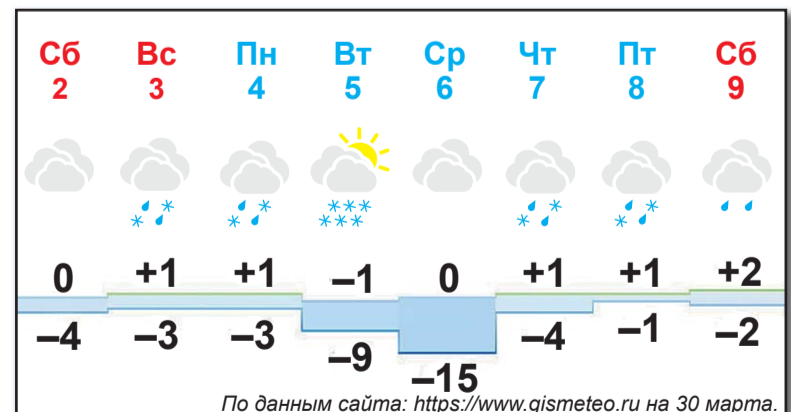 Сб Вс Пн Вт Ср Чт Пт Сб
2 3 4 5 6 7 8 9
0 +1 +1 –1 0 +1 +1 +2
–4 –3 –3 –9 –15 –4 –1 –2
По данным сайта: https://www.gismeteo.ru на 30 марта.